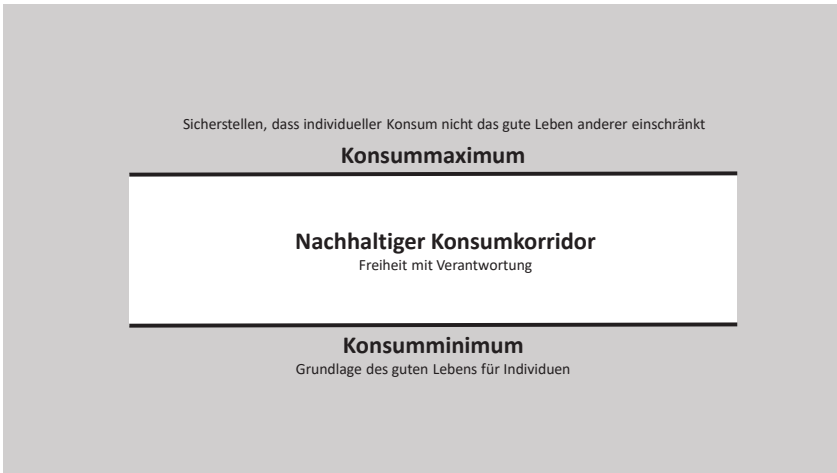 Sicherstellen, dass individueller Konsum nicht das gute Leben anderer einschränkt
Konsummaximum
Nachhaltiger Konsumkorridor
Freiheit mit Verantwortung
Konsumminimum
Grundlage des guten Lebens für Individuen